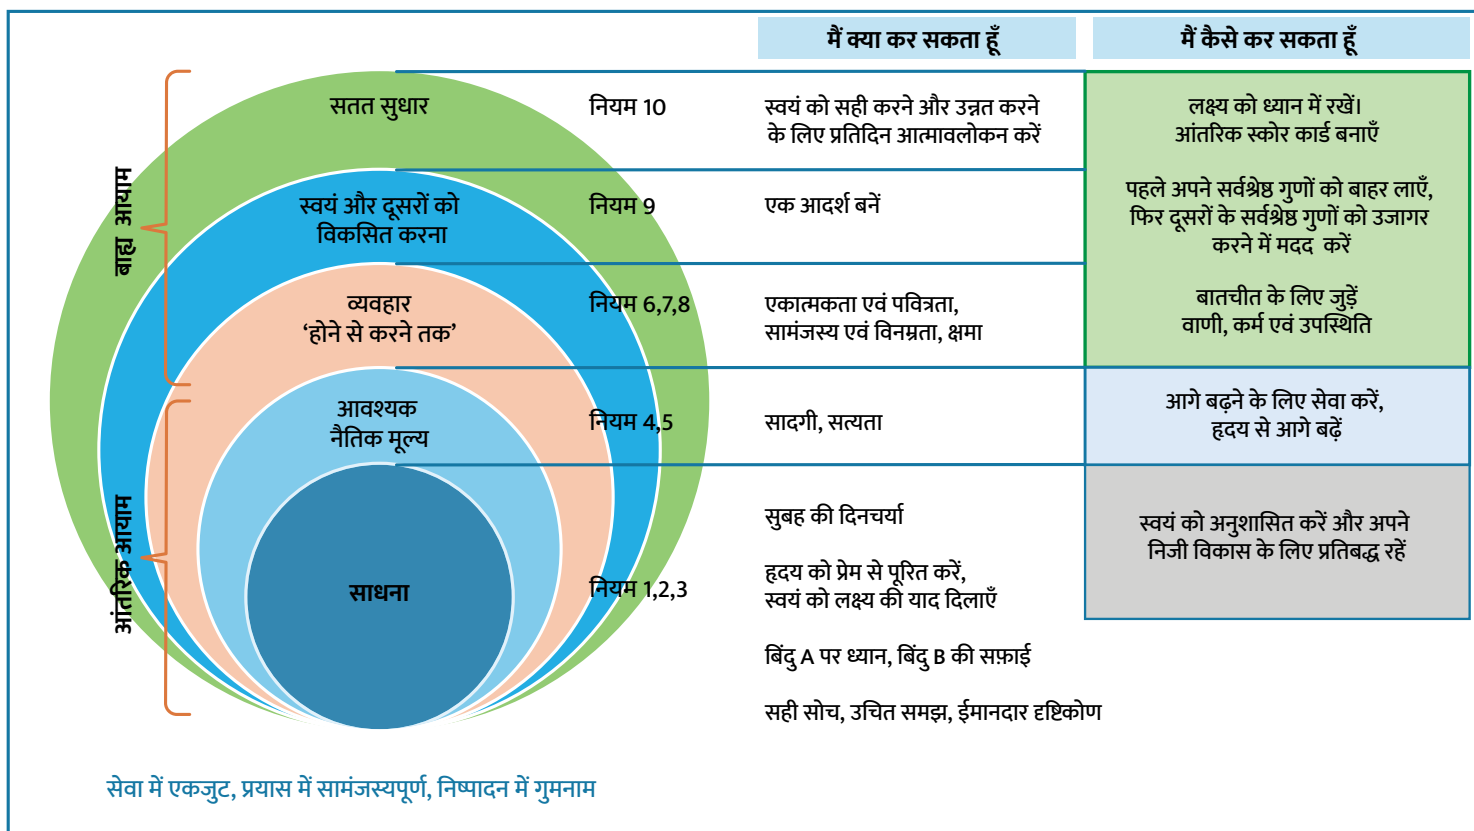 मैं क्या कर सकता हूँ
मैं कैसे कर सकता हूँ
बाह्य आयाम
सतत सुधार
नियम 10
स्वयं को सही करने और उन्नत करने
के लिए प्रतिदिन आत्मावलोकन करें
लक्ष्य को ध्यान में रखें।
आंतरिक स्कोर कार्ड बनाएँ
स्वयं और दूसरों को
विकसित करना
नियम 9
एक आदर्श बनें
पहले अपने सर्वश्रेष्ठ गुणों को बाहर लाएँ,
फिर दूसरों के सर्वश्रेष्ठ गुणों को उजागर
करने में मदद करें
व्यवहार
‘होने से करने तक’
नियम 6,7,8
एकात्मकता एवं पवित्रता,
सामंजस्य एवं विनम्रता, क्षमा
बातचीत के लिए जुड़ें
वाणी, कर्म एवं उपस्थिति
आंतरिक आयाम
आवश्यक
नैतिक मूल्य
नियम 4,5
सादगी, सत्यता
आगे बढ़ने के लिए सेवा करें,
हृदय से आगे बढ़ें
साधना
नियम 1,2,3
सुबह की दिनचर्या
हृदय को प्रेम से पूरित करें,
स्वयं को लक्ष्य की याद दिलाएँ
बिंदु A पर ध्यान, बिंदु B की सफ़ाई
सही सोच, उचित समझ, ईमानदार दृष्टिकोण
स्वयं को अनुशासित करें और अपने
निजी विकास के लिए प्रतिबद्ध रहें
सेवा में एकजुट, प्रयास में सामंजस्यपूर्ण, निष्पादन में गुमनाम